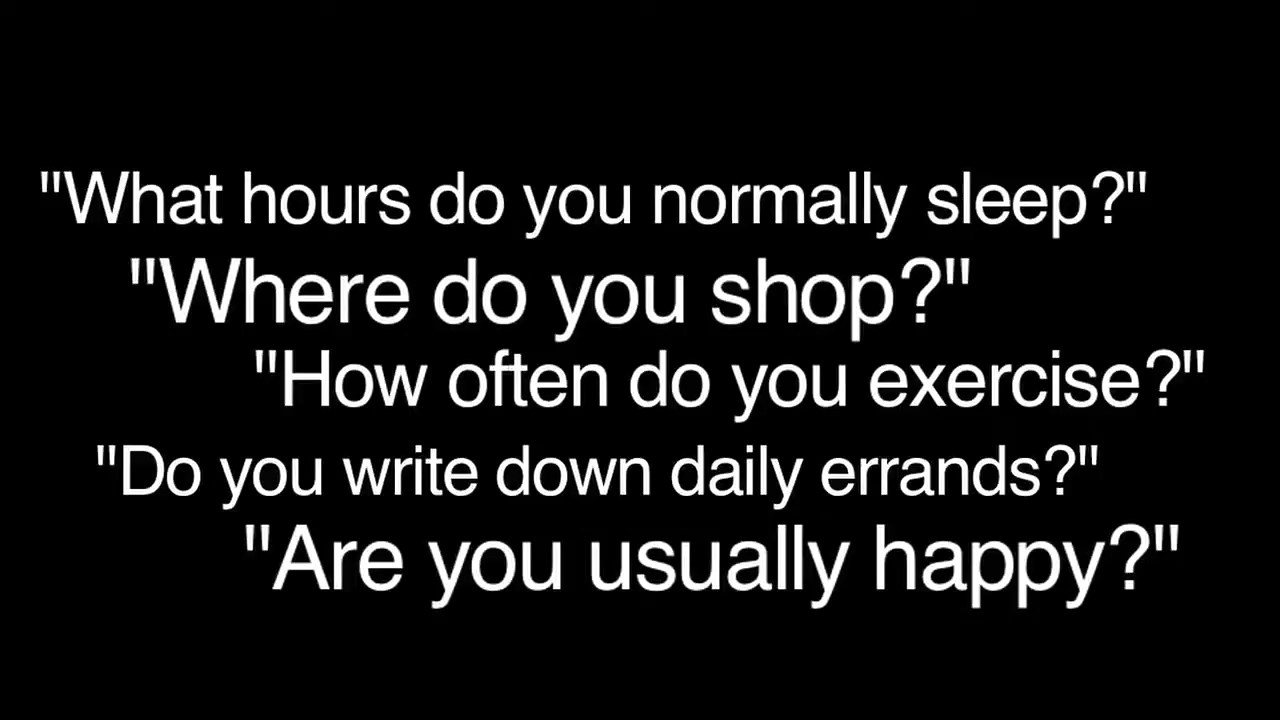 "What hours do you normally sleep?"
"Where do you shop?"
"How often do you exercise?"
"Do you write down daily errands?"
"Are you usually happy?"